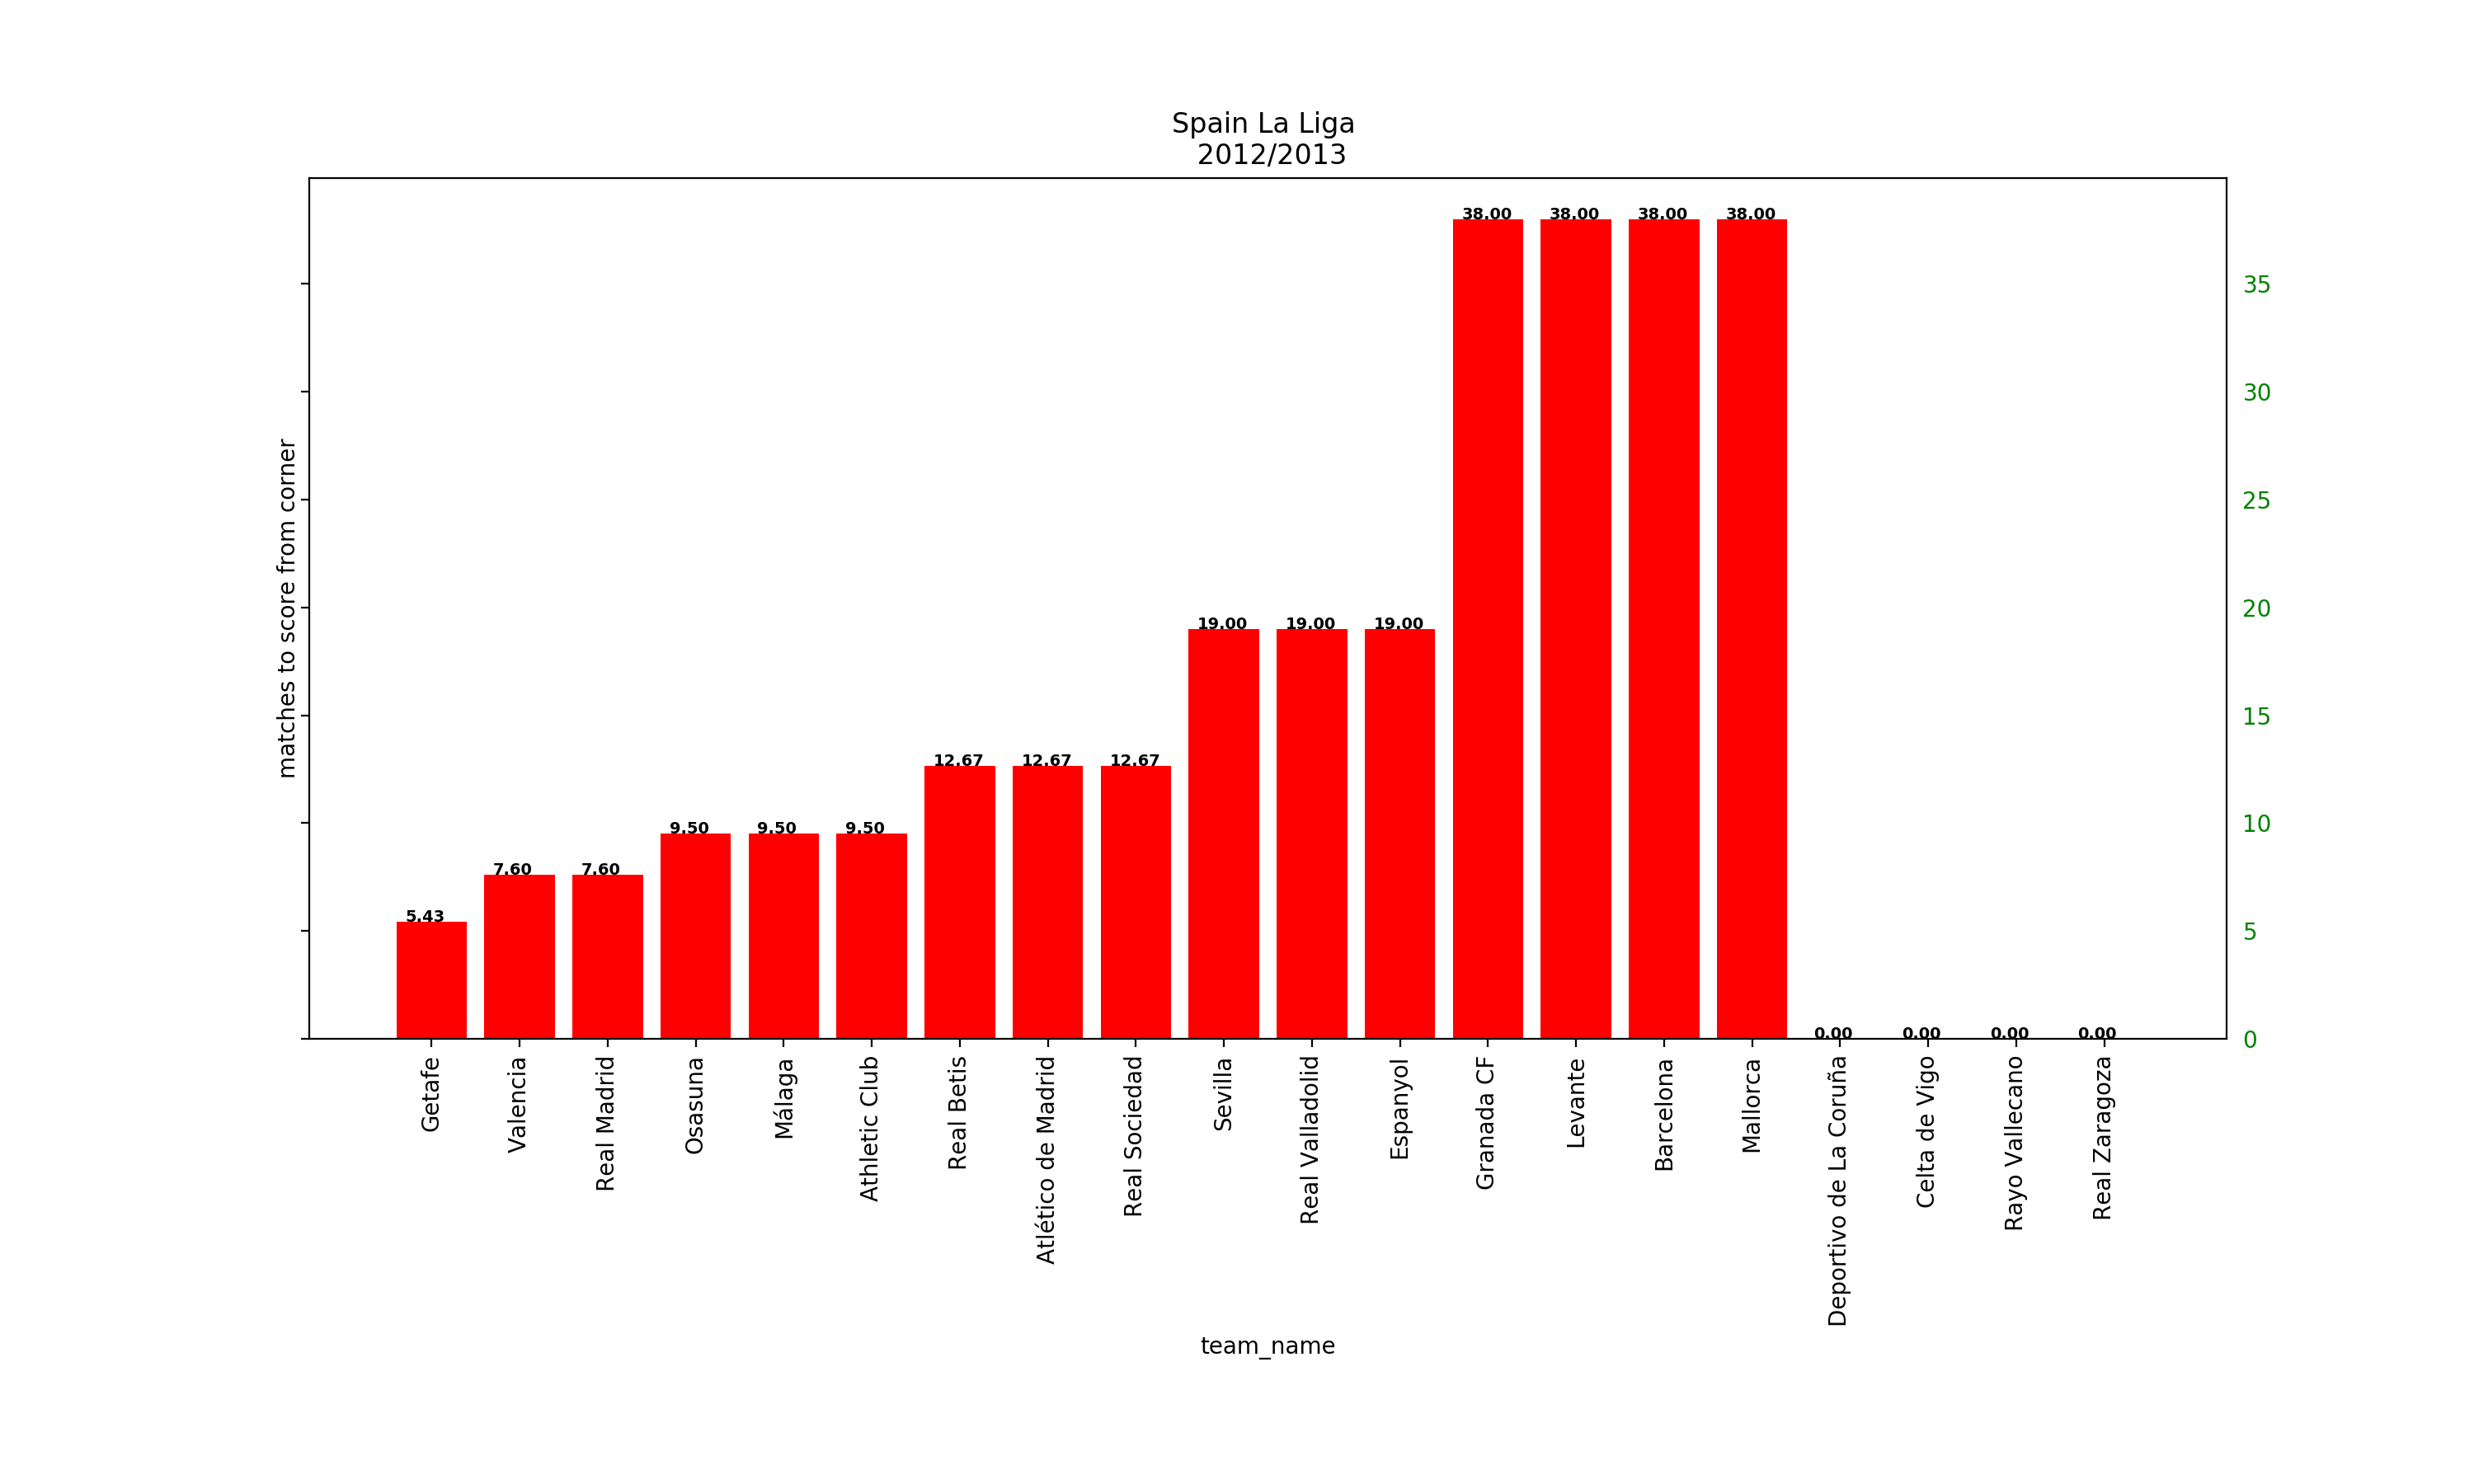 Spain La Liga
2012/2013
matches to score from corner
38.00 38.00 38.00 38.00
35
30
25
20
19.00 19.00 19.00
15
12.67 12.67 12.67
10
9.50 9.50 9.50
7.60 7.60
5.43
5
0.00 0.00 0.00 0.00
0
Getafe
Valencia
Real Madrid
Osasuna
Málaga
Athletic Club
Real Betis
Atlético de Madrid
Real Sociedad
Sevilla
Real Valladolid
Espanyol
Granada CF
Levante
Barcelona
Mallorca
Deportivo de La Coruña
Celta de Vigo
Rayo Vallecano
Real Zaragoza
team_name